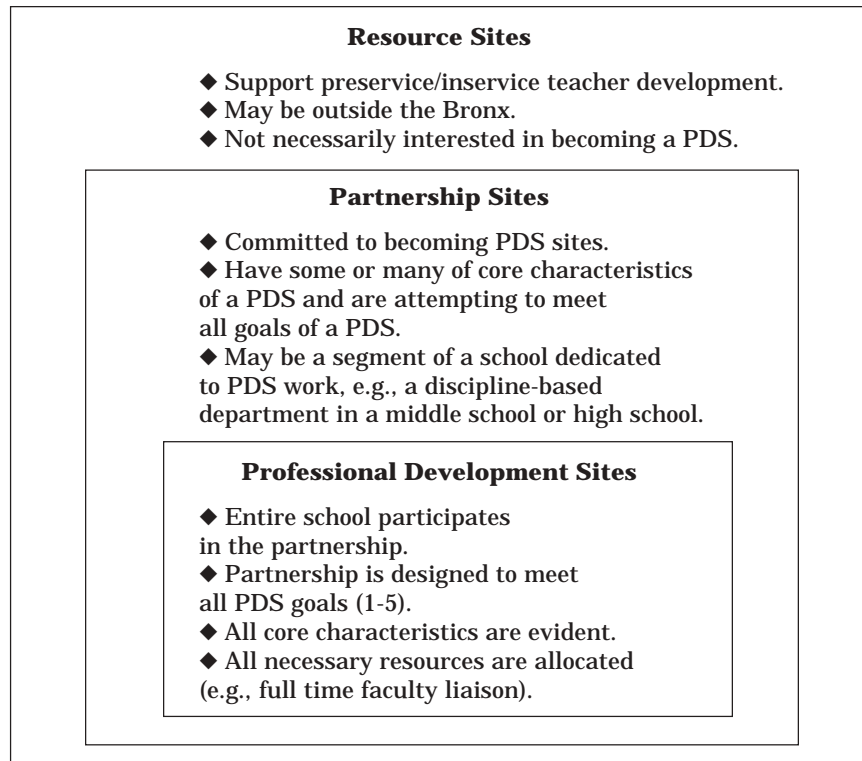 Resource Sites
◆ Support preservice/inservice teacher development.
◆ May be outside the Bronx.
◆ Not necessarily interested in becoming a PDS.
Partnership Sites
◆ Committed to becoming PDS sites.
◆ Have some or many of core characteristics
of a PDS and are attempting to meet
all goals of a PDS.
◆ May be a segment of a school dedicated
to PDS work, e.g., a discipline-based
department in a middle school or high school.
Professional Development Sites
◆ Entire school participates
in the partnership.
◆ Partnership is designed to meet
all PDS goals (1-5).
◆ All core characteristics are evident.
◆ All necessary resources are allocated
(e.g., full time faculty liaison).